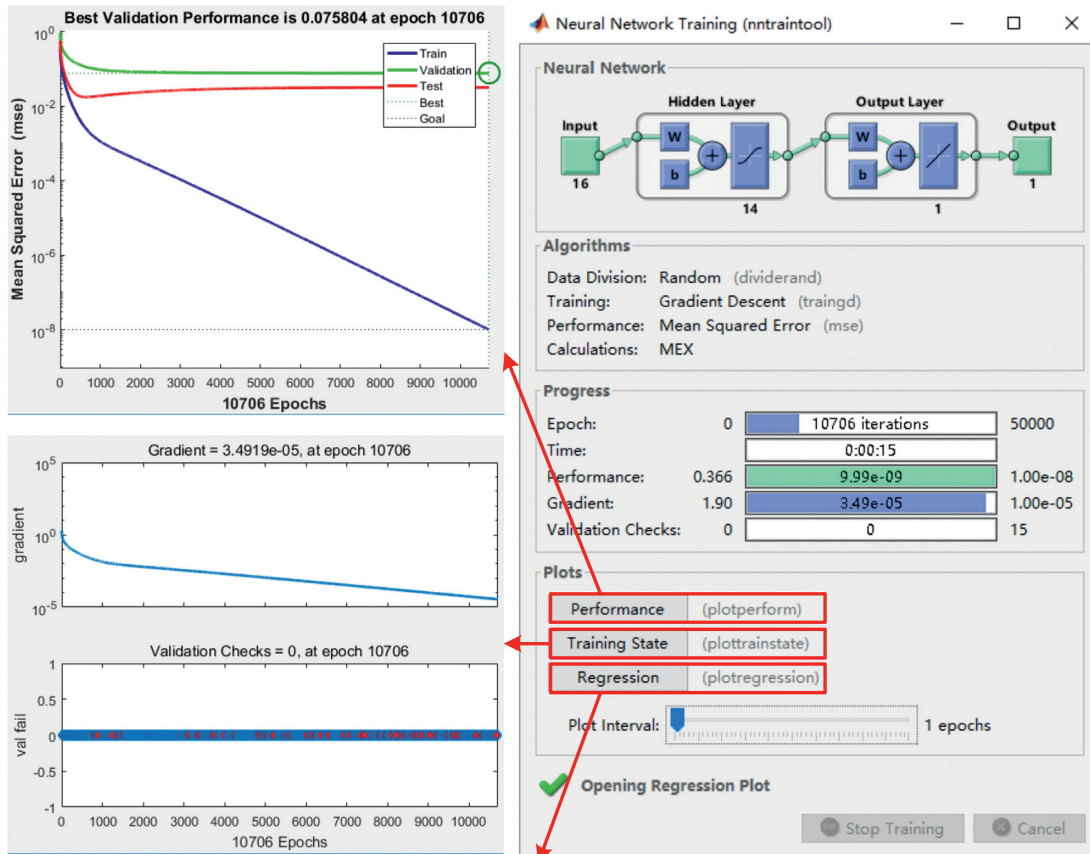 Best Validation Performance is 0.075804 at epoch 10706
Mean Squared Error (mse)
10^0
10^-2
10^-4
10^-6
10^-8
Train
Validation
Test
Best
Goal
0 1000 2000 3000 4000 5000 6000 7000 8000 9000 10000
10706 Epochs
Gradient = 3.4919e-05, at epoch 10706
gradient
10^5
10^0
10^-5
Validation Checks = 0, at epoch 10706
val fail
1
0.5
0
-0.5
-1
0 1000 2000 3000 4000 5000 6000 7000 8000 9000 10000
10706 Epochs
Neural Network Training (nntraintool)
Neural Network
Hidden Layer Output Layer
Input Output
W W
b b
16 1
14 1
Algorithms
Data Division: Random (dividerand)
Training: Gradient Descent (traingd)
Performance: Mean Squared Error (mse)
Calculations: MEX
Progress
Epoch: 0 10706 iterations 50000
Time: 0:00:15
Performance: 0.366 9.99e-09 1.00e-08
Gradient: 1.90 3.49e-05 1.00e-05
Validation Checks: 0 0 15
Plots
Performance (plotperform)
Training State (plottrainstate)
Regression (plotregression)
Plot Interval: 1 epochs
Opening Regression Plot
Stop Training Cancel